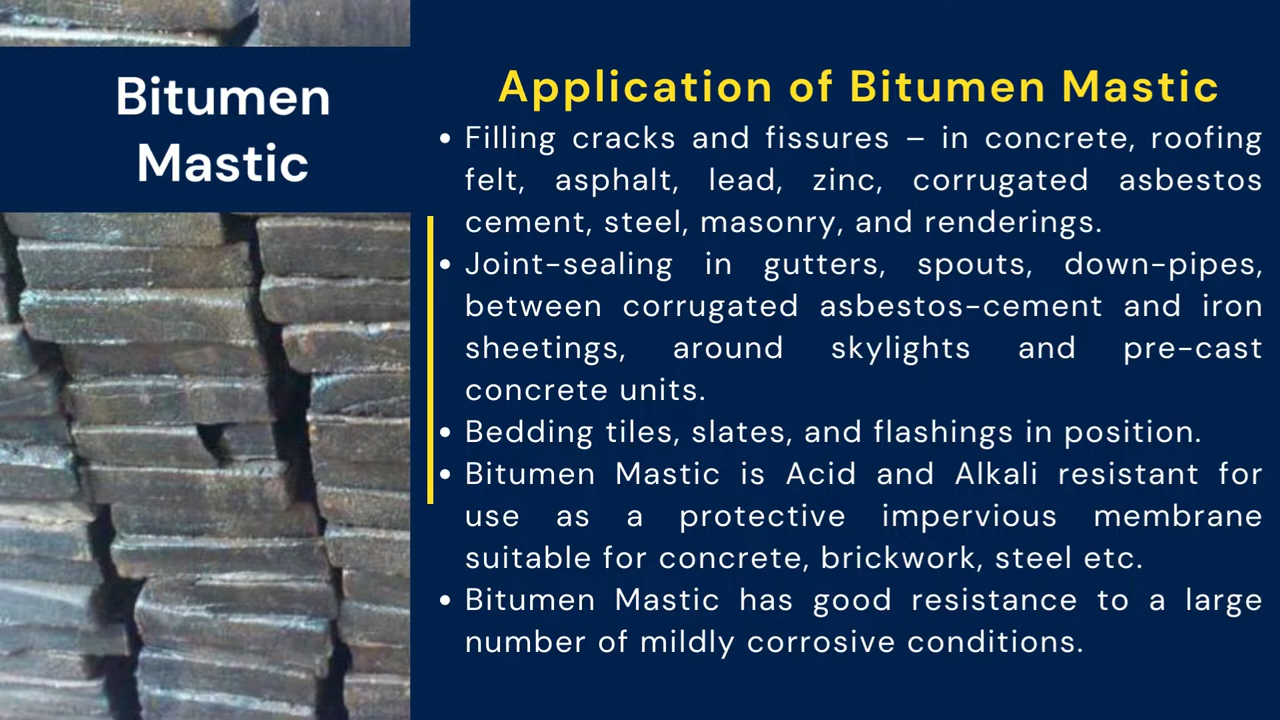 Bitumen
Mastic
Application of Bitumen Mastic
• Filling cracks and fissures – in concrete, roofing
felt, asphalt, lead, zinc, corrugated asbestos
cement, steel, masonry, and renderings.
• Joint-sealing in gutters, spouts, down-pipes,
between corrugated asbestos-cement and iron
sheetings, around skylights and pre-cast
concrete units.
• Bedding tiles, slates, and flashings in position.
• Bitumen Mastic is Acid and Alkali resistant for
use as a protective impervious membrane
suitable for concrete, brickwork, steel etc.
• Bitumen Mastic has good resistance to a large
number of mildly corrosive conditions.